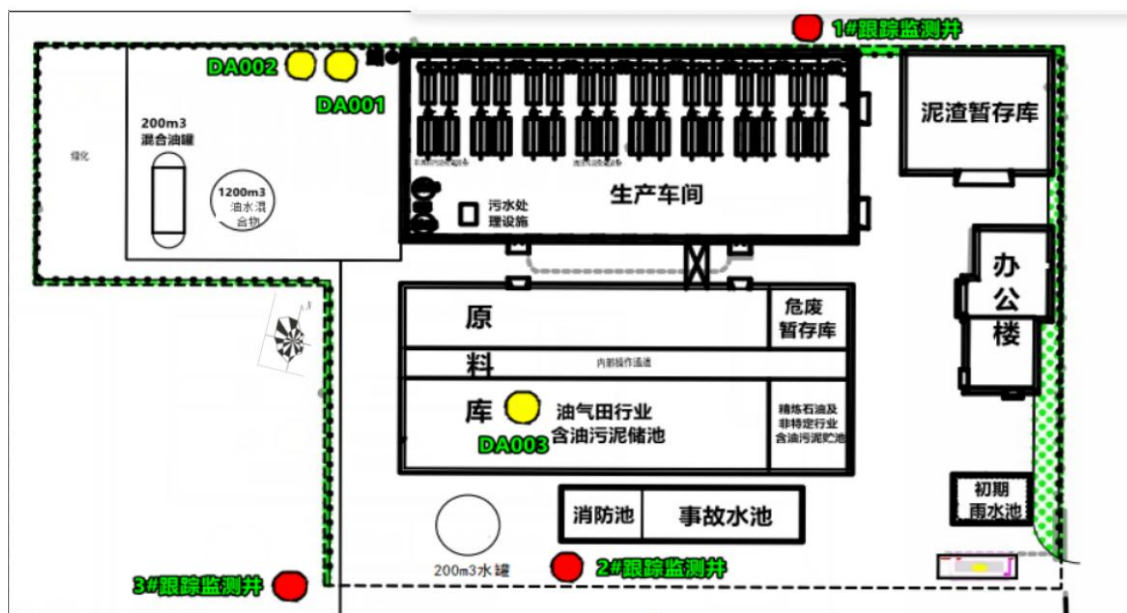 1#跟踪监测井
DA002
DA001
200m3
混合油罐
绿化
1200m3
油水混
合物
生产车间
污水处
理设施
泥渣暂存库
办
公
楼
原
料
库
危废
暂存库
内部操作通道
油气田行业
含油污泥储池
DA003
精炼石油及
非特定行业
含油污泥贮池
初期
雨水池
消防池
事故水池
200m3水罐
2#跟踪监测井
3#跟踪监测井